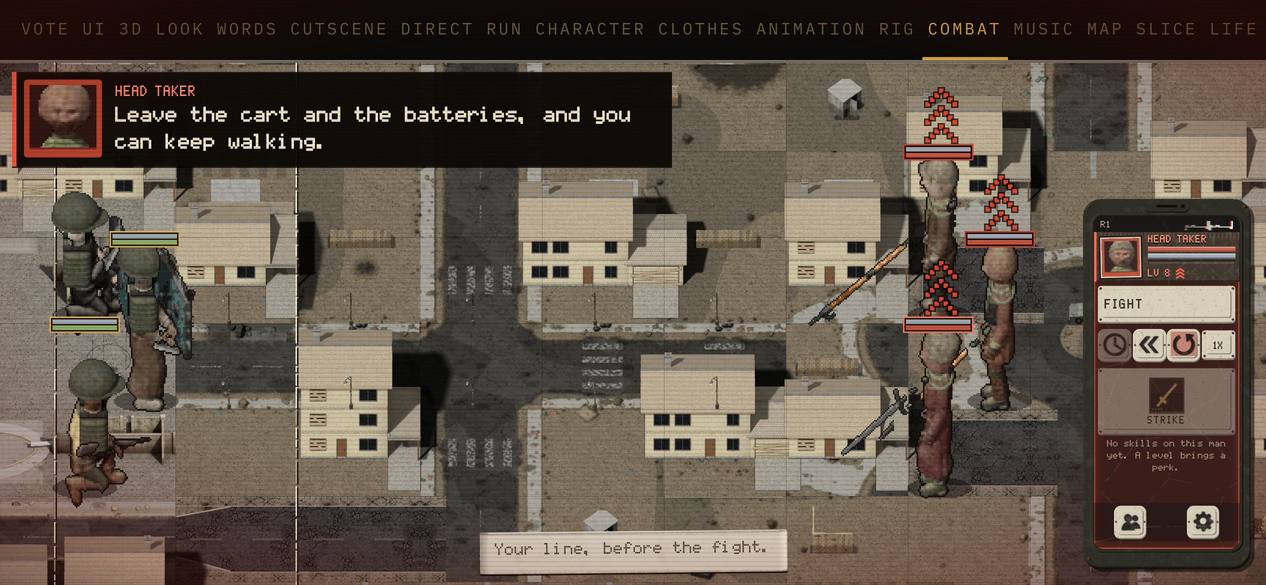 VOTE UI 3D LOOK WORDS CUTSCENE DIRECT RUN CHARACTER CLOTHES ANIMATION RIG COMBAT MUSIC MAP SLICE LIFE
HEAD TAKER
Leave the cart and the batteries, and you
can keep walking.
R1
HEAD TAKER
LV 8
FIGHT
1X
STRIKE
No skills on this man
yet. A level brings a
perk.
Your line, before the fight.